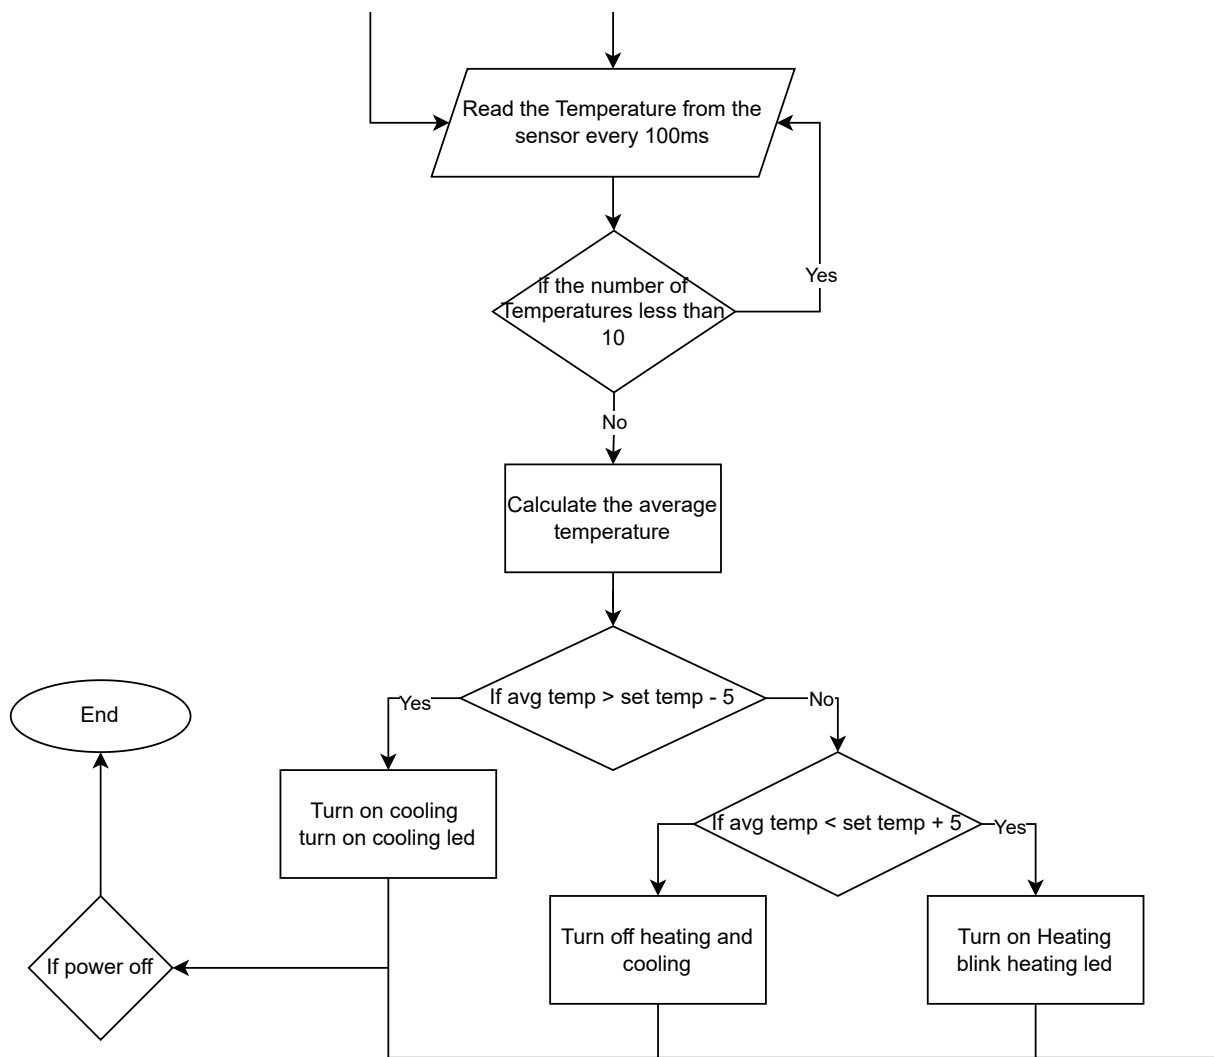 Read the Temperature from the
sensor every 100ms
Yes
if the number of
Temperatures less than
10
No
Calculate the average
temperature
If avg temp > set temp - 5
Yes
No
End
Turn on cooling
turn on cooling led
If avg temp < set temp + 5
Yes
Turn off heating and
cooling
Turn on Heating
blink heating led
If power off